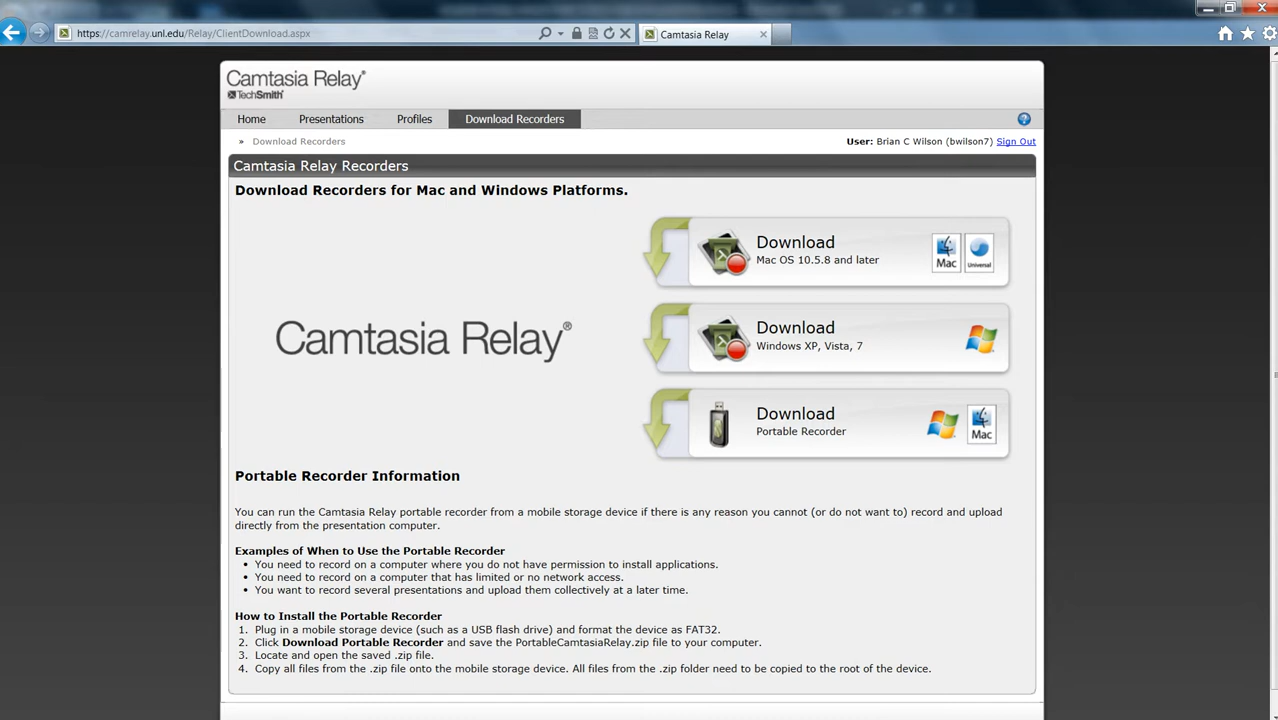 https://camrelay.unl.edu/Relay/ClientDownload.aspx
Camtasia Relay
Camtasia Relay®
TechSmith®
Home Presentations Profiles Download Recorders
» Download Recorders
User: Brian C Wilson (bwilson7) Sign Out
Camtasia Relay Recorders
Download Recorders for Mac and Windows Platforms.
Download
Mac OS 10.5.8 and later
Mac
Universal
Camtasia Relay®
Download
Windows XP, Vista, 7
Download
Portable Recorder
Mac
Portable Recorder Information
You can run the Camtasia Relay portable recorder from a mobile storage device if there is any reason you cannot (or do not want to) record and upload
directly from the presentation computer.
Examples of When to Use the Portable Recorder
• You need to record on a computer where you do not have permission to install applications.
• You need to record on a computer that has limited or no network access.
• You want to record several presentations and upload them collectively at a later time.
How to Install the Portable Recorder
1. Plug in a mobile storage device (such as a USB flash drive) and format the device as FAT32.
2. Click Download Portable Recorder and save the PortableCamtasiaRelay.zip file to your computer.
3. Locate and open the saved .zip file.
4. Copy all files from the .zip file onto the mobile storage device. All files from the .zip folder need to be copied to the root of the device.